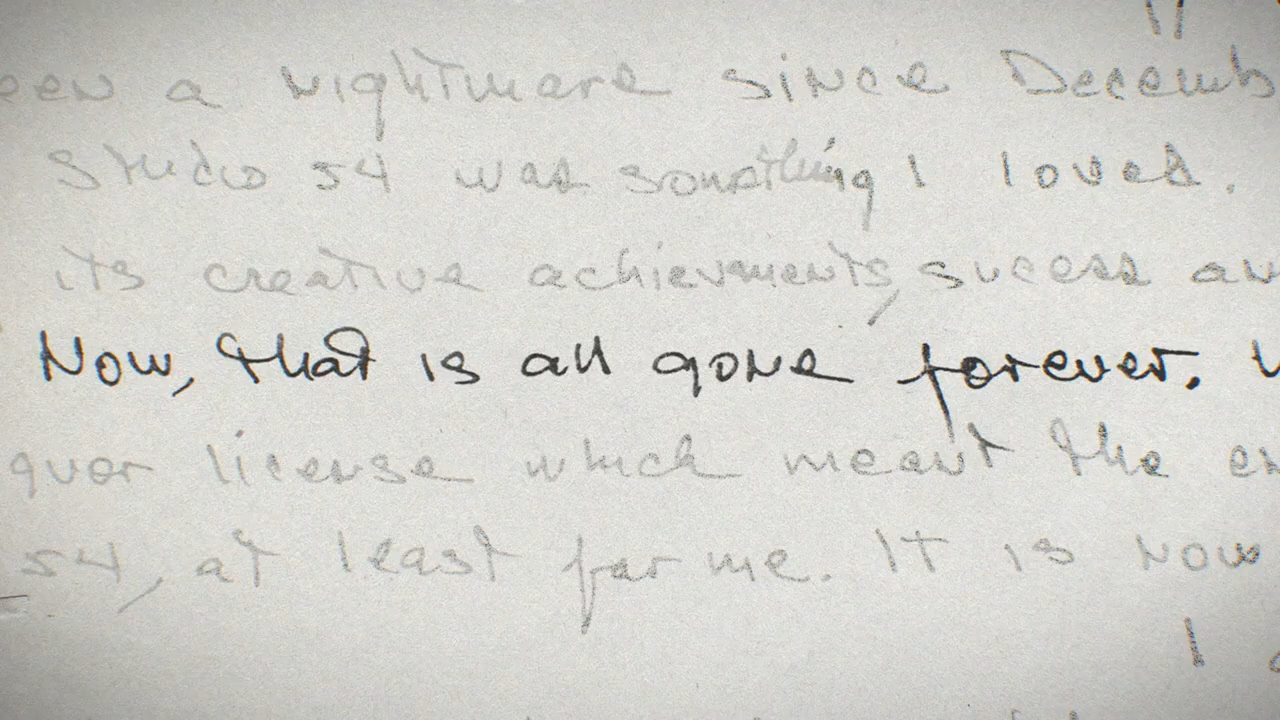 een a nightmare since Decemb
Studio 54 was something I loved.
its creative achievements, sucess an
Now, that is all gone forever.
quor license which meant the en
54, at least for me. It is now
I